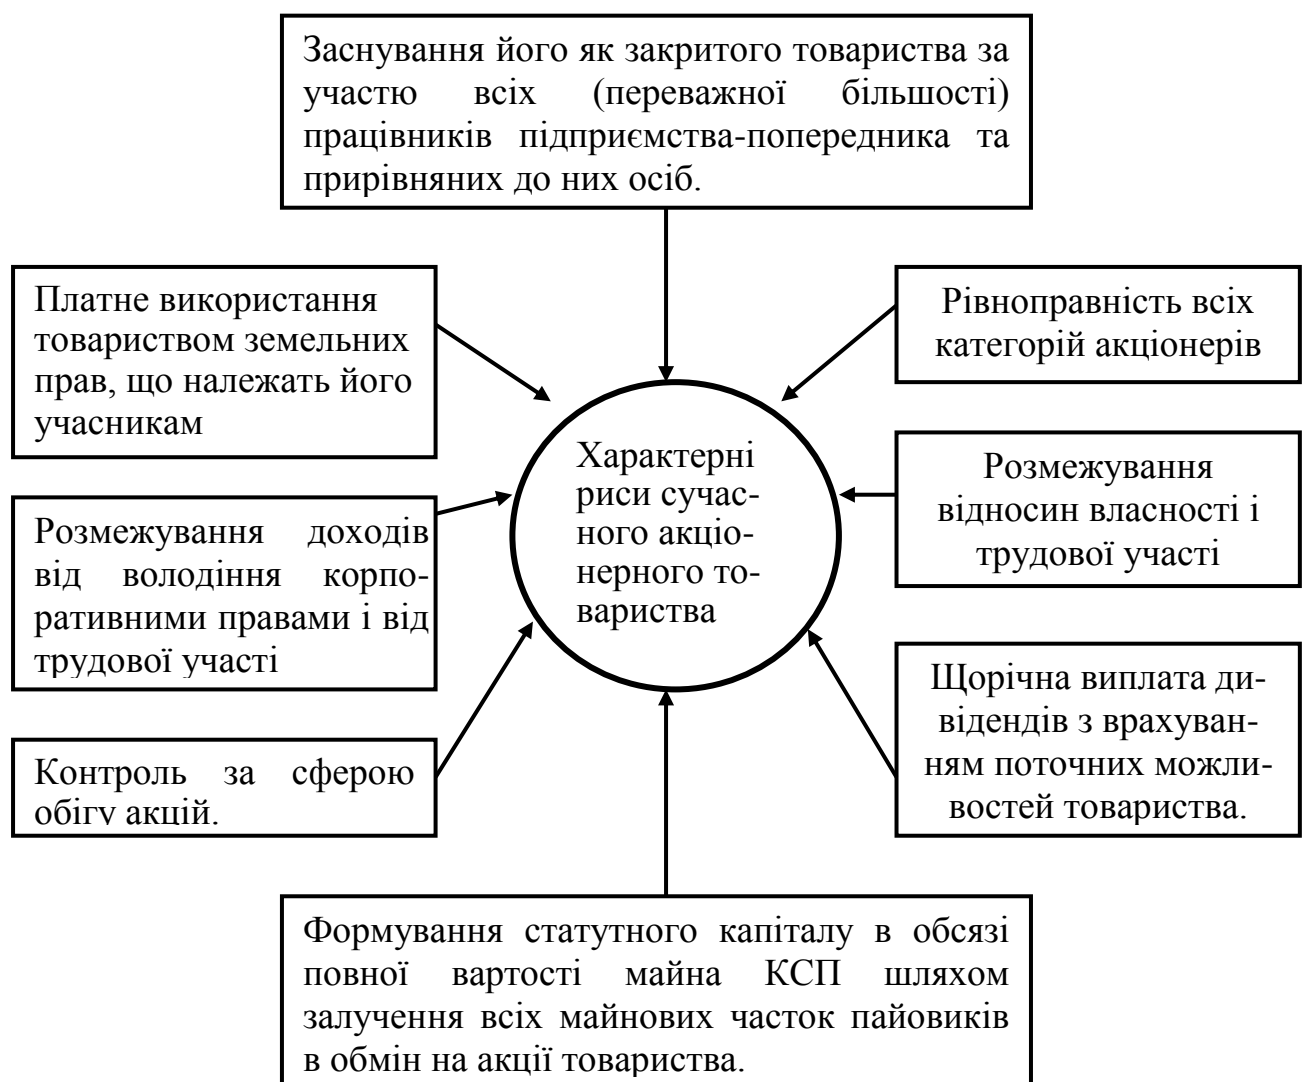 Заснування його як закритого товариства за
участю всіх (переважної більшості)
працівників підприємства-попередника та
прирівняних до них осіб.
Платне використання
товариством земельних
прав, що належать його
учасникам
Рівноправність всіх
категорій акціонерів
Характерні
риси сучас-
ного акціо-
нерного то-
вариства
Розмежування
відносин власності і
трудової участі
Розмежування доходів
від володіння корпо-
ративними правами і від
трудової участі
Щорічна виплата ди-
відендів з врахуван-
ням поточних можли-
востей товариства.
Контроль за сферою
обігу акцій.
Формування статутного капіталу в обсязі
повної вартості майна КСП шляхом
залучення всіх майнових часток пайовиків
в обмін на акції товариства.